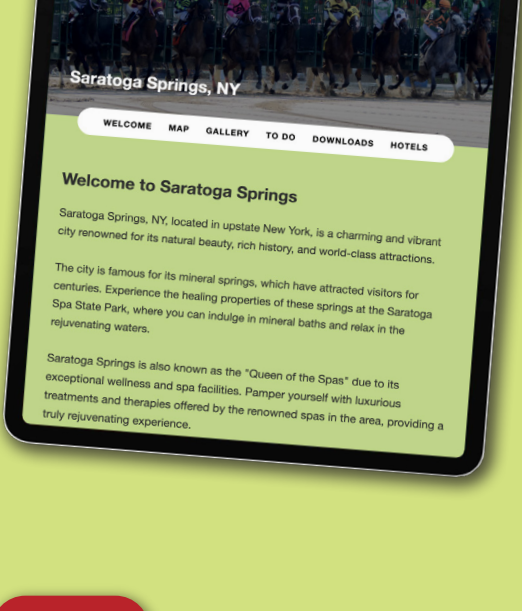 Saratoga Springs, NY
WELCOME MAP GALLERY TO DO DOWNLOADS HOTELS
Welcome to Saratoga Springs
Saratoga Springs, NY, located in upstate New York, is a charming and vibrant
city renowned for its natural beauty, rich history, and world-class attractions.
The city is famous for its mineral springs, which have attracted visitors for
centuries. Experience the healing properties of these springs at the Saratoga
Spa State Park, where you can indulge in mineral baths and relax in the
rejuvenating waters.
Saratoga Springs is also known as the "Queen of the Spas" due to its
exceptional wellness and spa facilities. Pamper yourself with luxurious
treatments and therapies offered by the renowned spas in the area, providing a
truly rejuvenating experience.